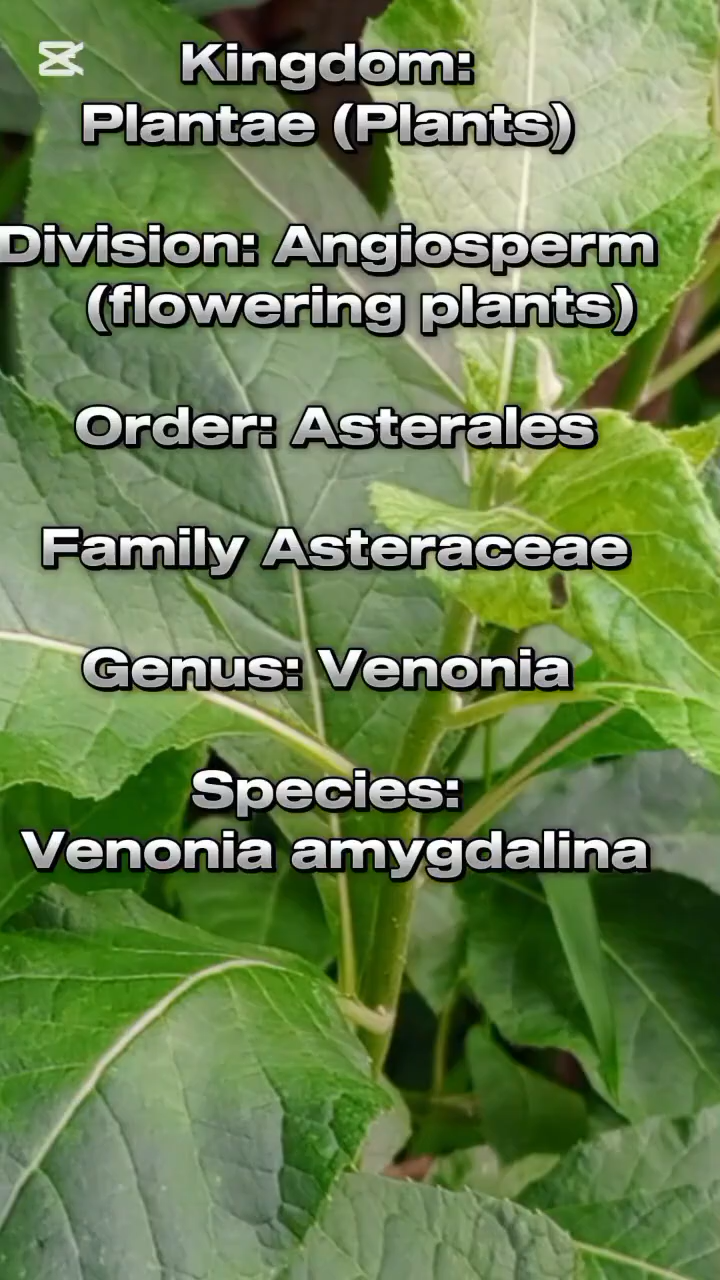 Kingdom:
Plantae (Plants)
Division: Angiosperm
(flowering plants)
Order: Asterales
Family Asteraceae
Genus: Venonia
Species:
Venonia amygdalina